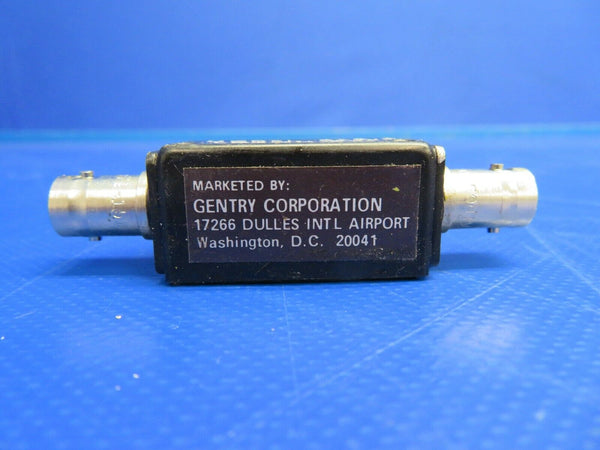 MARKETED BY:
GENTRY CORPORATION
17266 DULLES INT'L AIRPORT
Washington, D.C. 20041